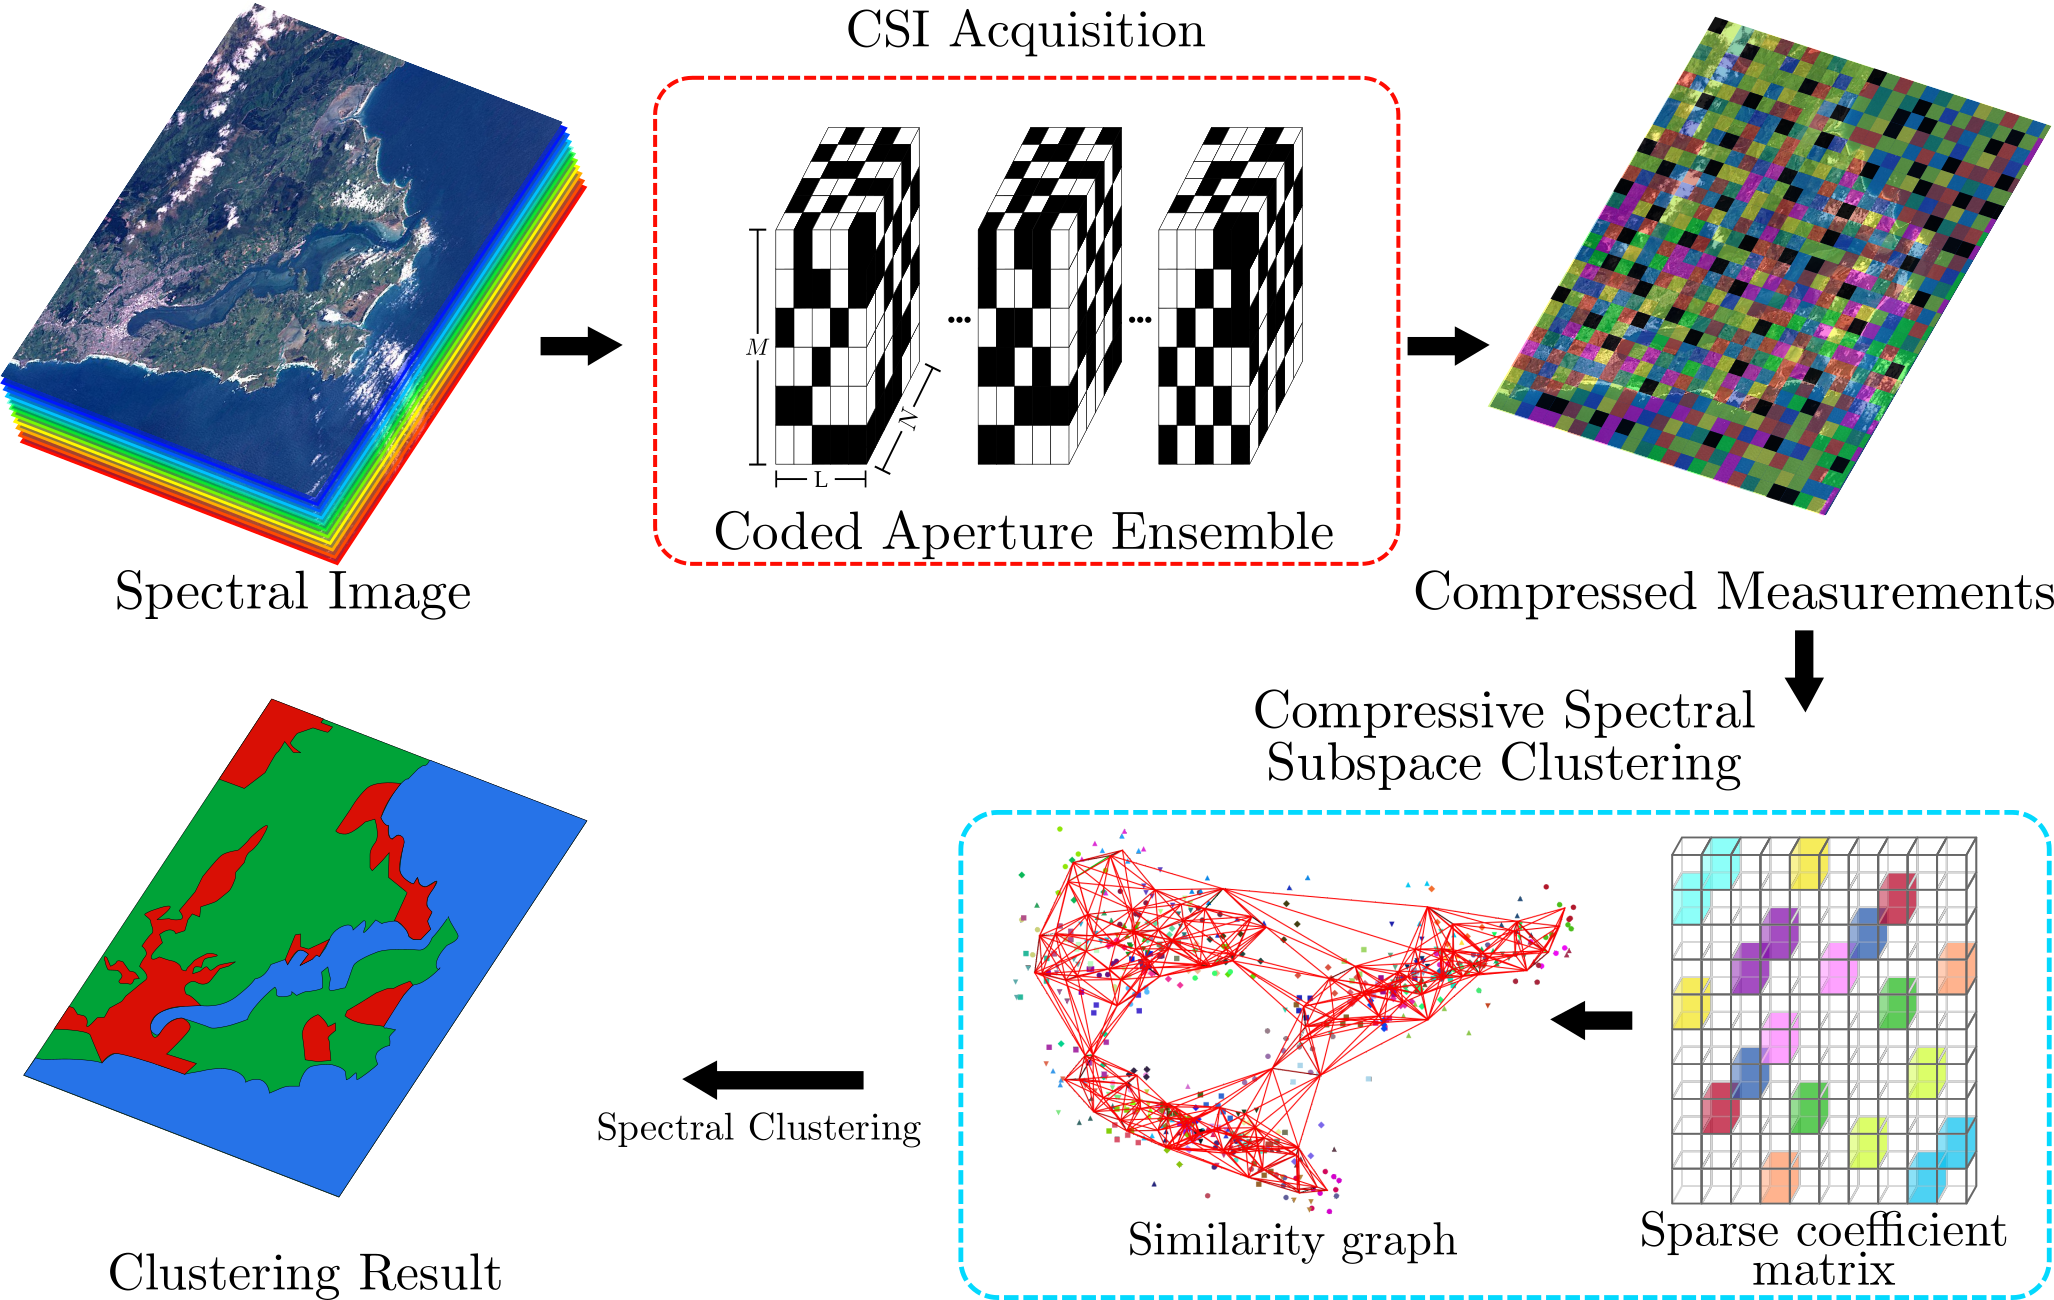 CSI Acquisition
M
N
L
Coded Aperture Ensemble
Spectral Image
Compressed Measurements
Compressive Spectral
Subspace Clustering
Spectral Clustering
Similarity graph
Sparse coefficient
matrix
Clustering Result